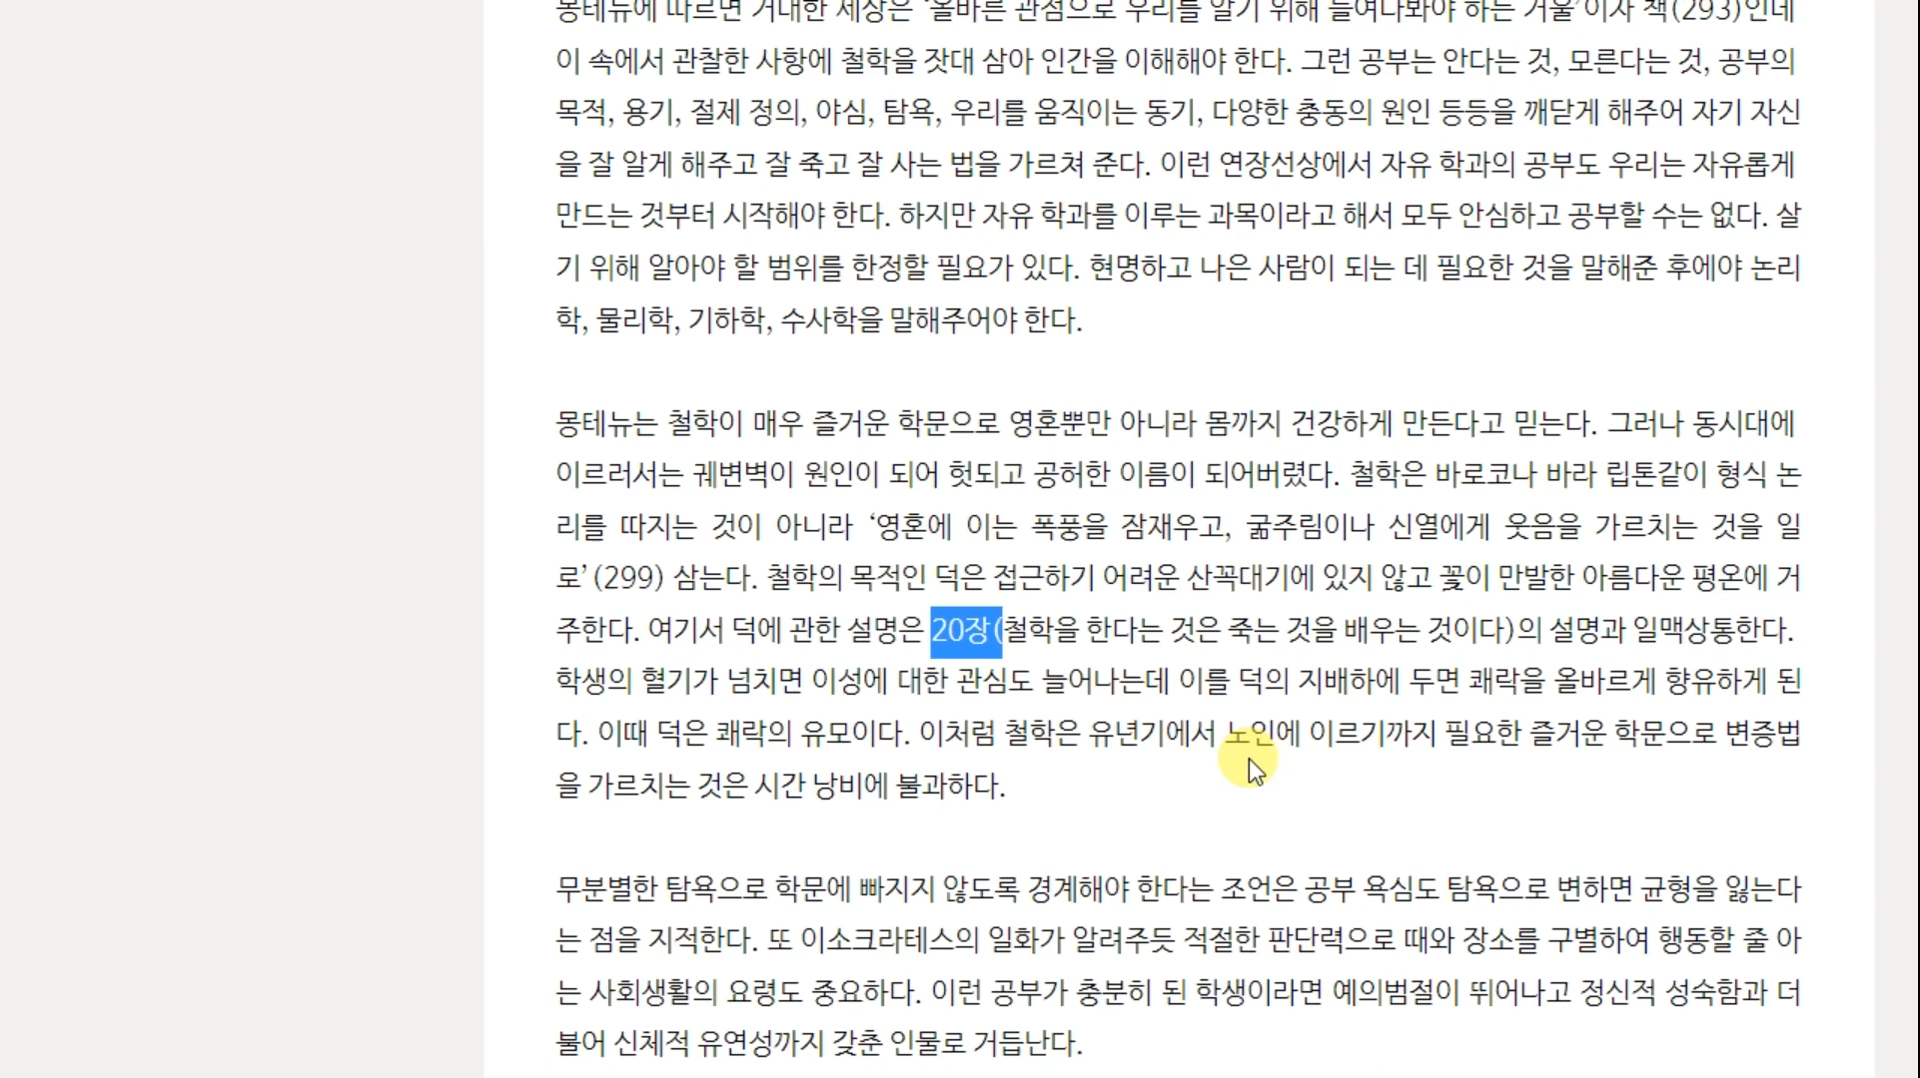 몽테뉴에 따르면 거대한 세상은 ‘올바른 관점으로 우리를 알기 위해 들여다봐야 하는 거울’이자 책(293)인데
이 속에서 관찰한 사항에 철학을 잣대 삼아 인간을 이해해야 한다. 그런 공부는 안다는 것, 모른다는 것, 공부의
목적, 용기, 절제 정의, 야심, 탐욕, 우리를 움직이는 동기, 다양한 충동의 원인 등등을 깨닫게 해주어 자기 자신
을 잘 알게 해주고 잘 죽고 잘 사는 법을 가르쳐 준다. 이런 연장선상에서 자유 학과의 공부도 우리는 자유롭게
만드는 것부터 시작해야 한다. 하지만 자유 학과를 이루는 과목이라고 해서 모두 안심하고 공부할 수는 없다. 살
기 위해 알아야 할 범위를 한정할 필요가 있다. 현명하고 나은 사람이 되는 데 필요한 것을 말해준 후에야 논리
학, 물리학, 기하학, 수사학을 말해주어야 한다.
몽테뉴는 철학이 매우 즐거운 학문으로 영혼뿐만 아니라 몸까지 건강하게 만든다고 믿는다. 그러나 동시대에
이르러서는 궤변벽이 원인이 되어 헛되고 공허한 이름이 되어버렸다. 철학은 바로코나 바라 립톤같이 형식 논
리를 따지는 것이 아니라 ‘영혼에 이는 폭풍을 잠재우고, 굶주림이나 신열에게 웃음을 가르치는 것을 일
로’(299) 삼는다. 철학의 목적인 덕은 접근하기 어려운 산꼭대기에 있지 않고 꽃이 만발한 아름다운 평온에 거
주한다. 여기서 덕에 관한 설명은 20장(철학을 한다는 것은 죽는 것을 배우는 것이다)의 설명과 일맥상통한다.
학생의 혈기가 넘치면 이성에 대한 관심도 늘어나는데 이를 덕의 지배하에 두면 쾌락을 올바르게 향유하게 된
다. 이때 덕은 쾌락의 유모이다. 이처럼 철학은 유년기에서 노인에 이르기까지 필요한 즐거운 학문으로 변증법
을 가르치는 것은 시간 낭비에 불과하다.
무분별한 탐욕으로 학문에 빠지지 않도록 경계해야 한다는 조언은 공부 욕심도 탐욕으로 변하면 균형을 잃는다
는 점을 지적한다. 또 이소크라테스의 일화가 알려주듯 적절한 판단력으로 때와 장소를 구별하여 행동할 줄 아
는 사회생활의 요령도 중요하다. 이런 공부가 충분히 된 학생이라면 예의범절이 뛰어나고 정신적 성숙함과 더
불어 신체적 유연성까지 갖춘 인물로 거듭난다.